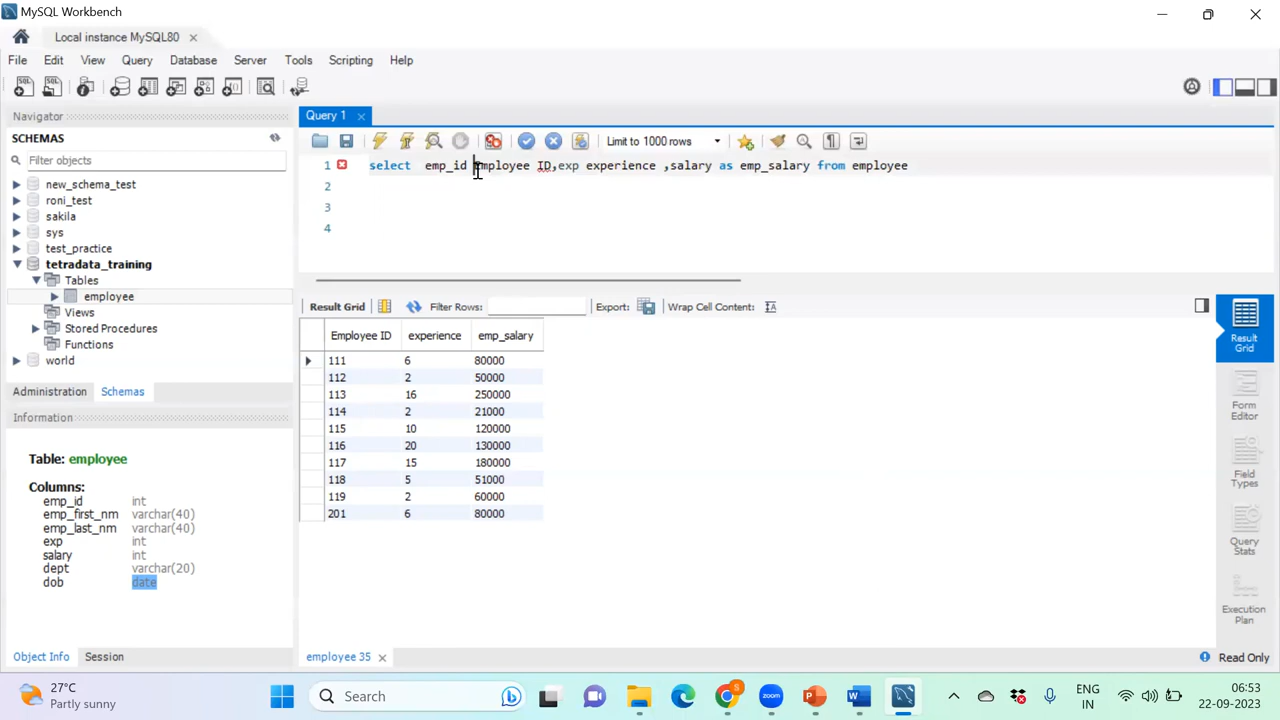 MySQL Workbench
Local instance MySQL80
File Edit View Query Database Server Tools Scripting Help
Navigator
SCHEMAS
Filter objects
new_schema_test
roni_test
sakila
sys
test_practice
tetradata_training
Tables
employee
Views
Stored Procedures
Functions
world
Administration Schemas
Information
Table: employee
Columns:
emp_id int
emp_first_nm varchar(40)
emp_last_nm varchar(40)
exp int
salary int
dept varchar(20)
dob date
Object Info Session
Query 1
Limit to 1000 rows
1 select emp_id employee ID,exp experience ,salary as emp_salary from employee
2
3
4
Result Grid Filter Rows: Export: Wrap Cell Content:
Employee ID experience emp_salary
111 6 80000
112 2 50000
113 16 250000
114 2 21000
115 10 120000
116 20 130000
117 15 180000
118 5 51000
119 2 60000
201 6 80000
Result
Grid
Form
Editor
Field
Types
Query
Stats
Execution
Plan
employee 35
Read Only
27°C
Partly sunny
Search
zoom
ENG
IN
06:53
22-09-2023